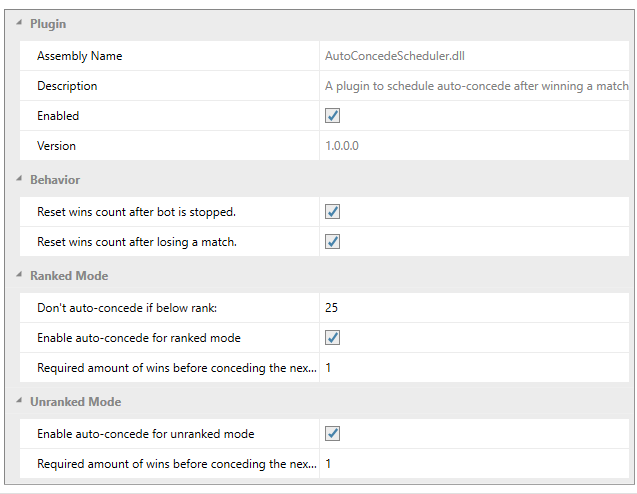 Plugin
Assembly Name AutoConcedeScheduler.dll
Description A plugin to schedule auto-concede after winning a match
Enabled
Version 1.0.0.0
Behavior
Reset wins count after bot is stopped.
Reset wins count after losing a match.
Ranked Mode
Don't auto-concede if below rank: 25
Enable auto-concede for ranked mode
Required amount of wins before conceding the nex... 1
Unranked Mode
Enable auto-concede for unranked mode
Required amount of wins before conceding the nex... 1